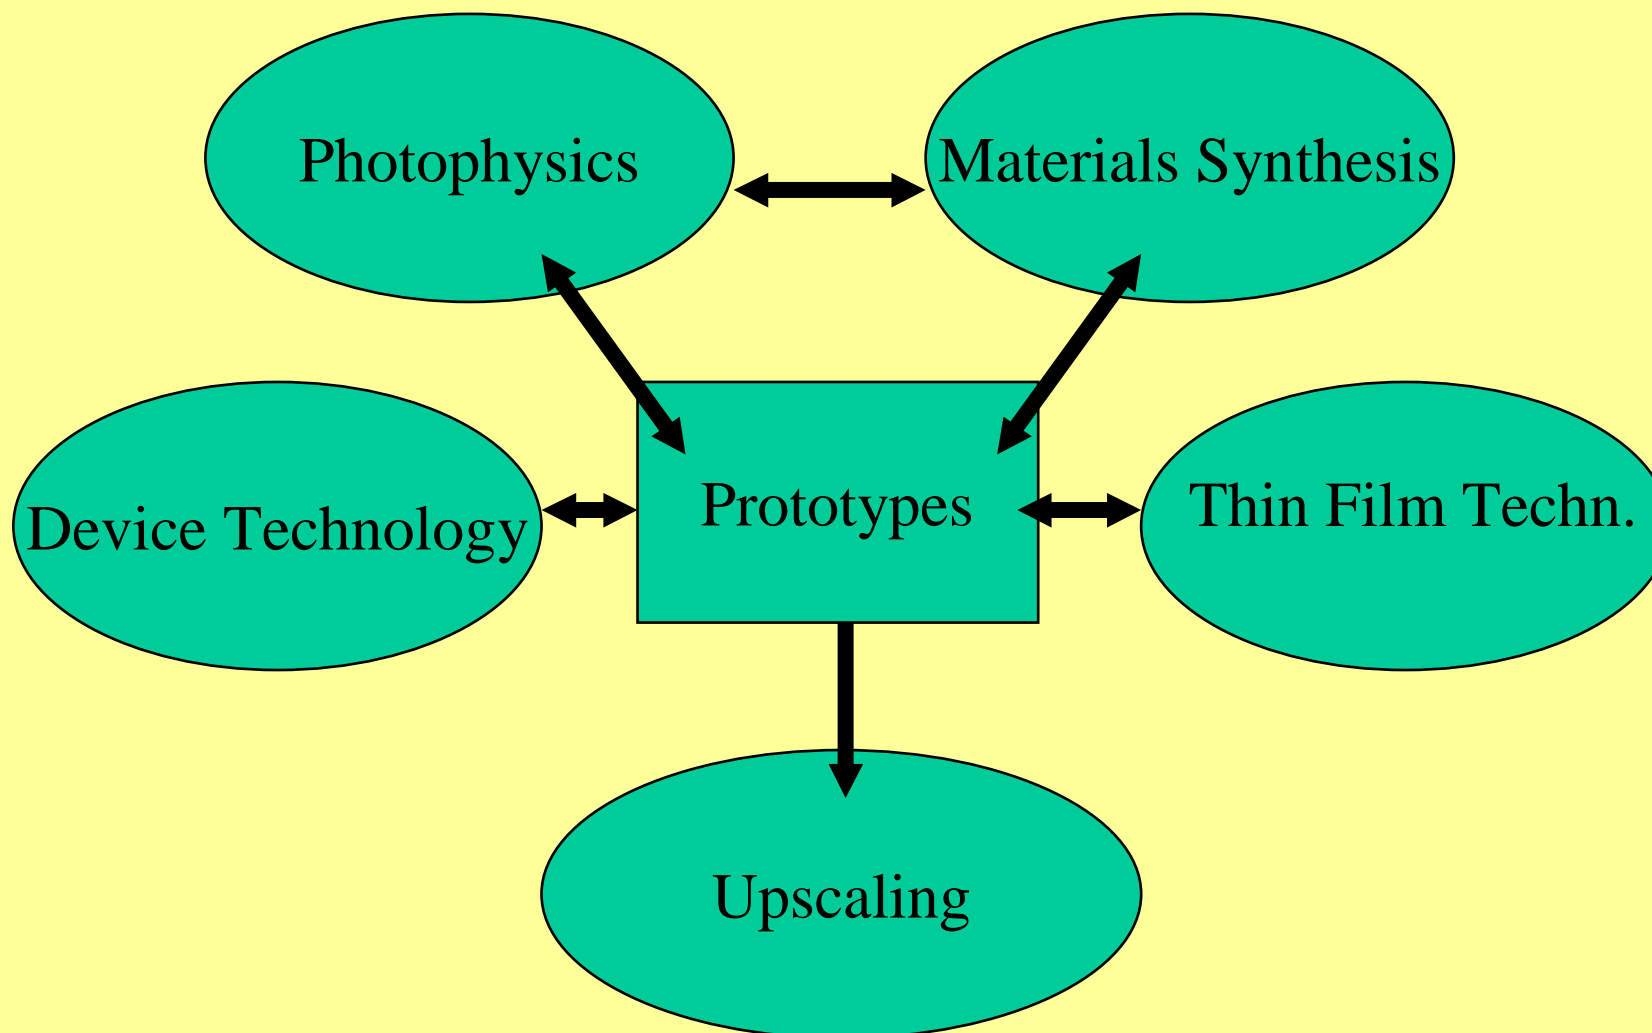 Photophysics
Materials Synthesis
Device Technology
Prototypes
Thin Film Techn.
Upscaling